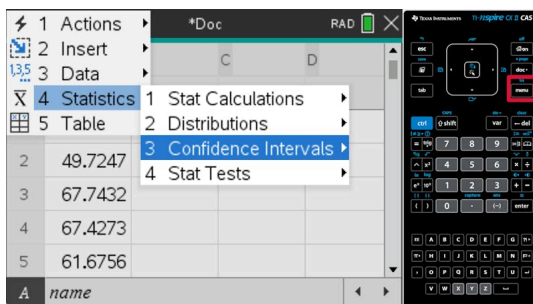 1 Actions
*Doc
RAD
2 Insert
3 Data
4 Statistics
5 Table
1 Stat Calculations
2 Distributions
3 Confidence Intervals
4 Stat Tests
C
D
1,3,5
X
2 49.7247
3 67.7432
4 67.4273
5 61.6756
A name
TEXAS INSTRUMENTS TI-nspire CX II CAS
esc
on
doc
tab
menu
ctrl
shift
var
del
7 8 9
4 5 6
1 2 3
0 . (-) enter
A B C D E F G
H I J K L M N
O P Q R S T U
V W X Y Z